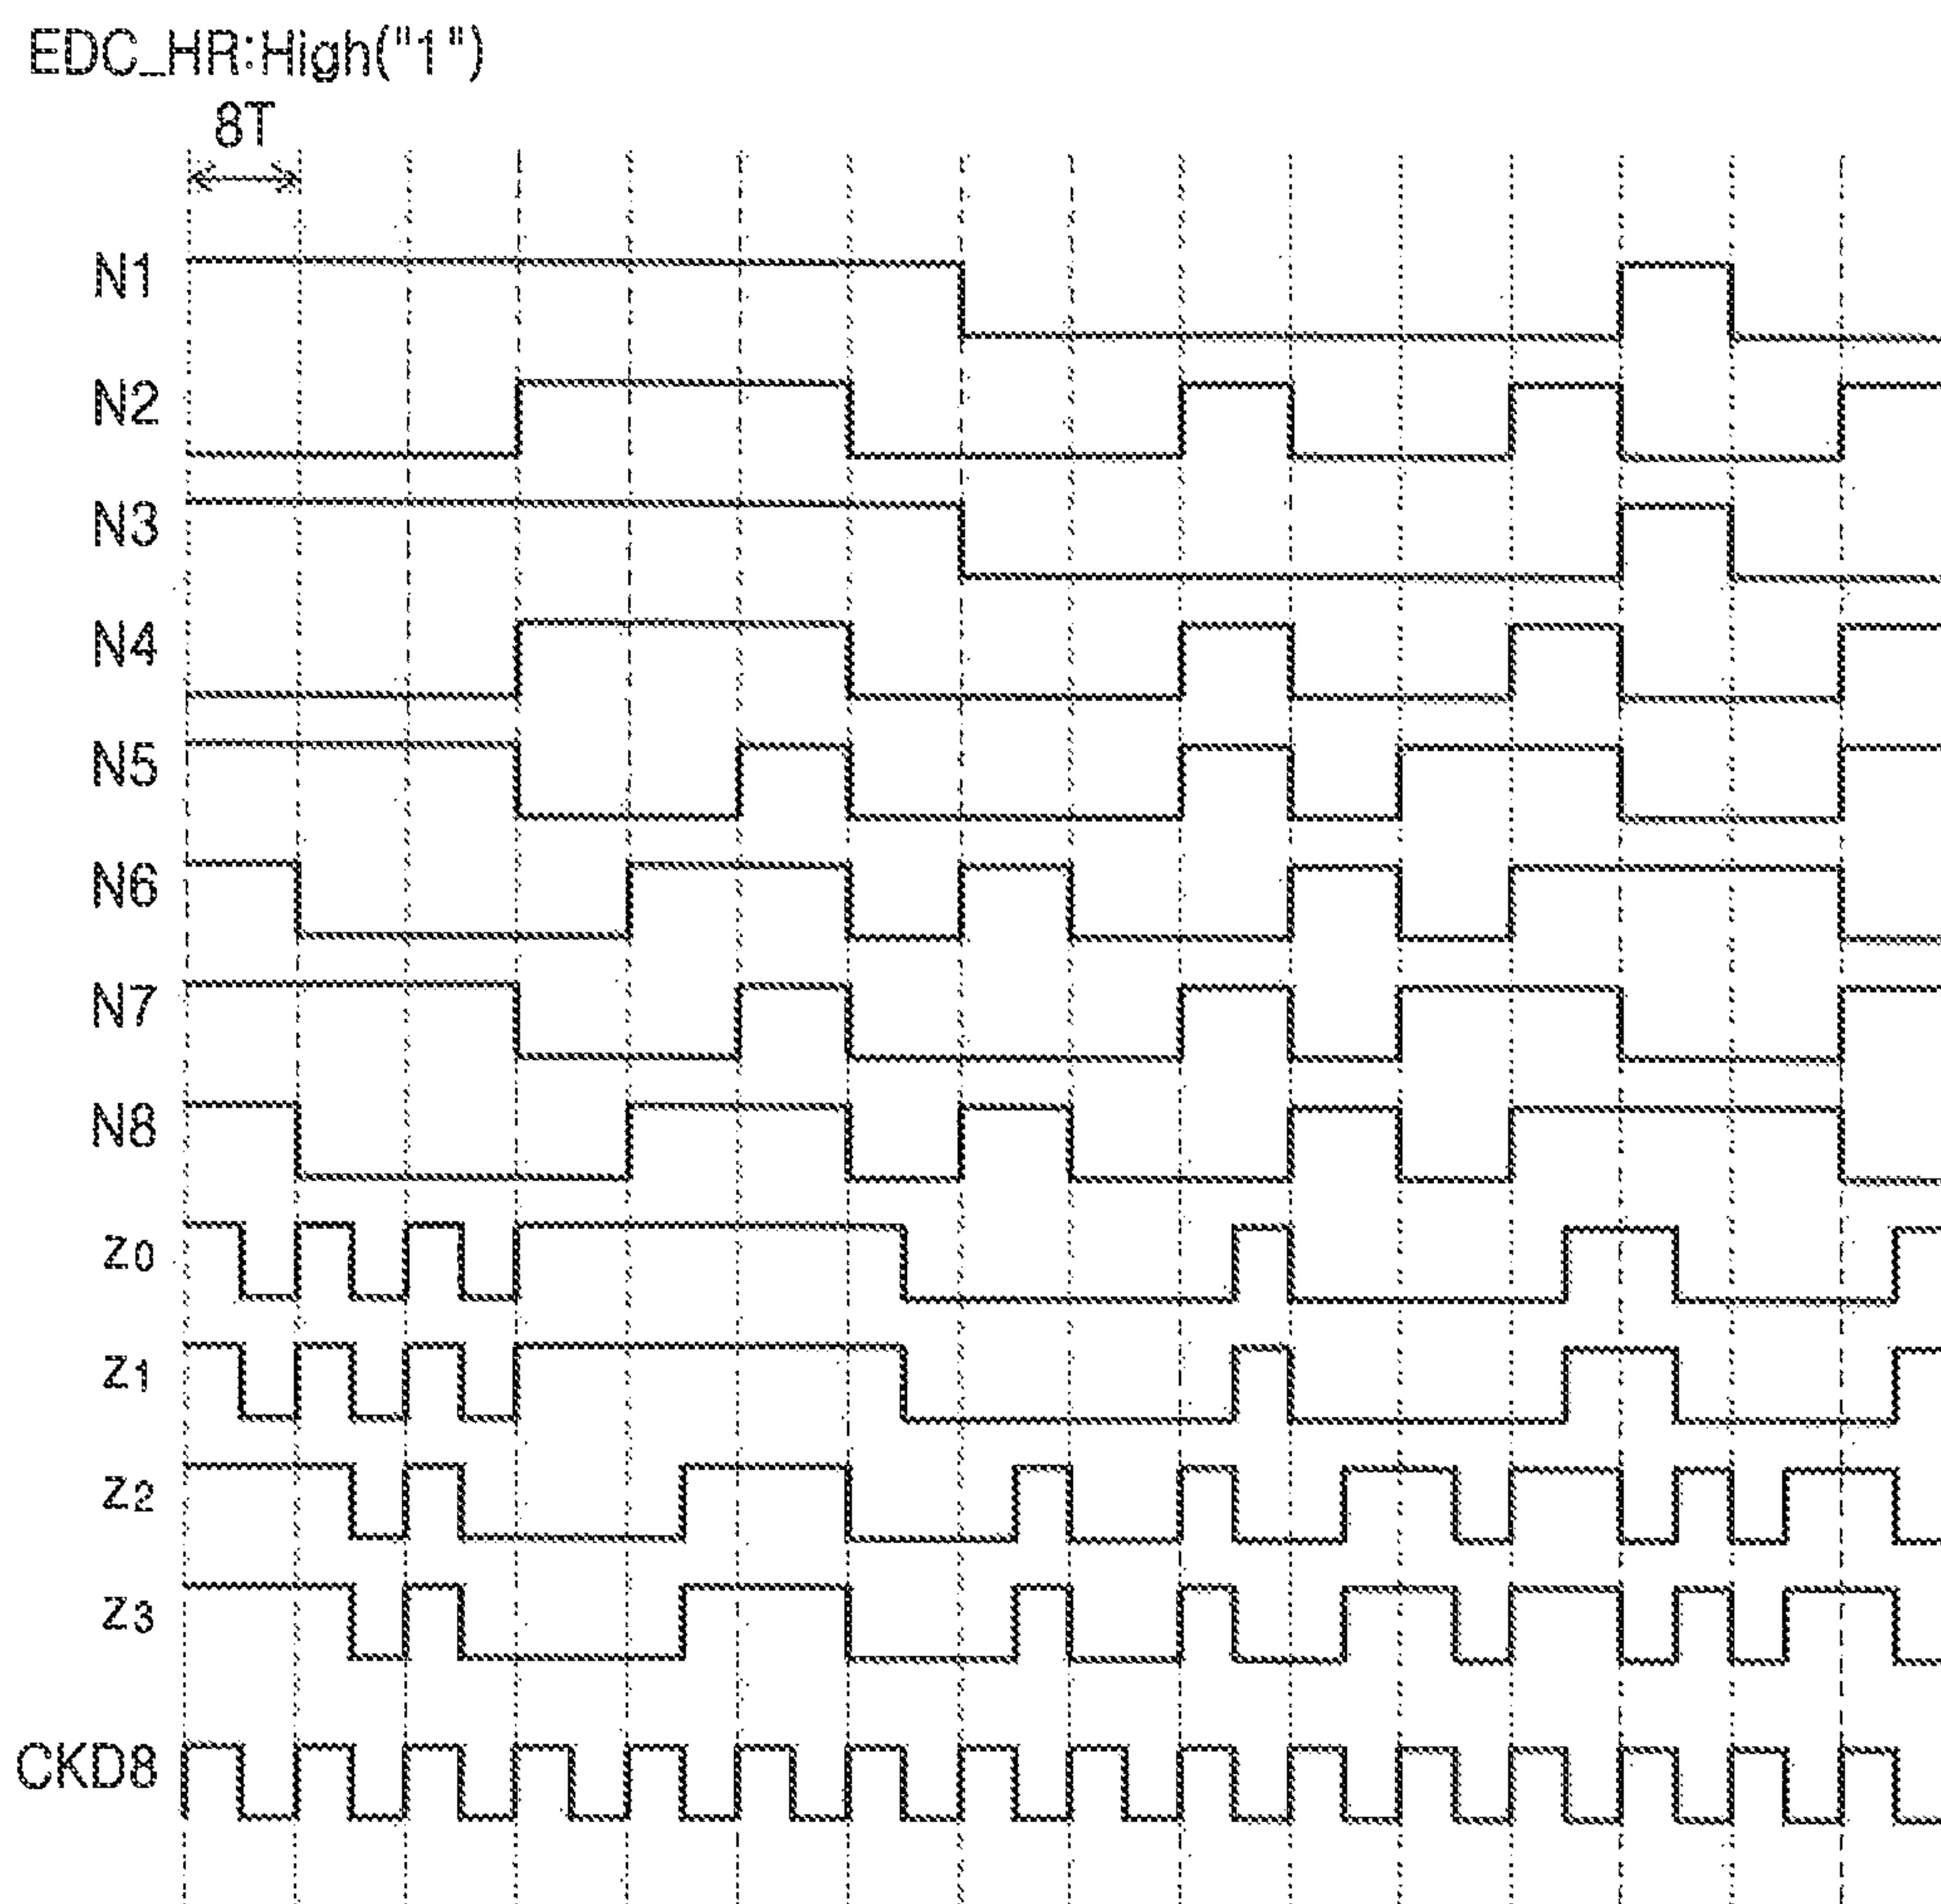 EDC_HR:High("1")
8T
N1
N2
N3
N4
N5
N6
N7
N8
Z0
Z1
Z2
Z3
CKD8